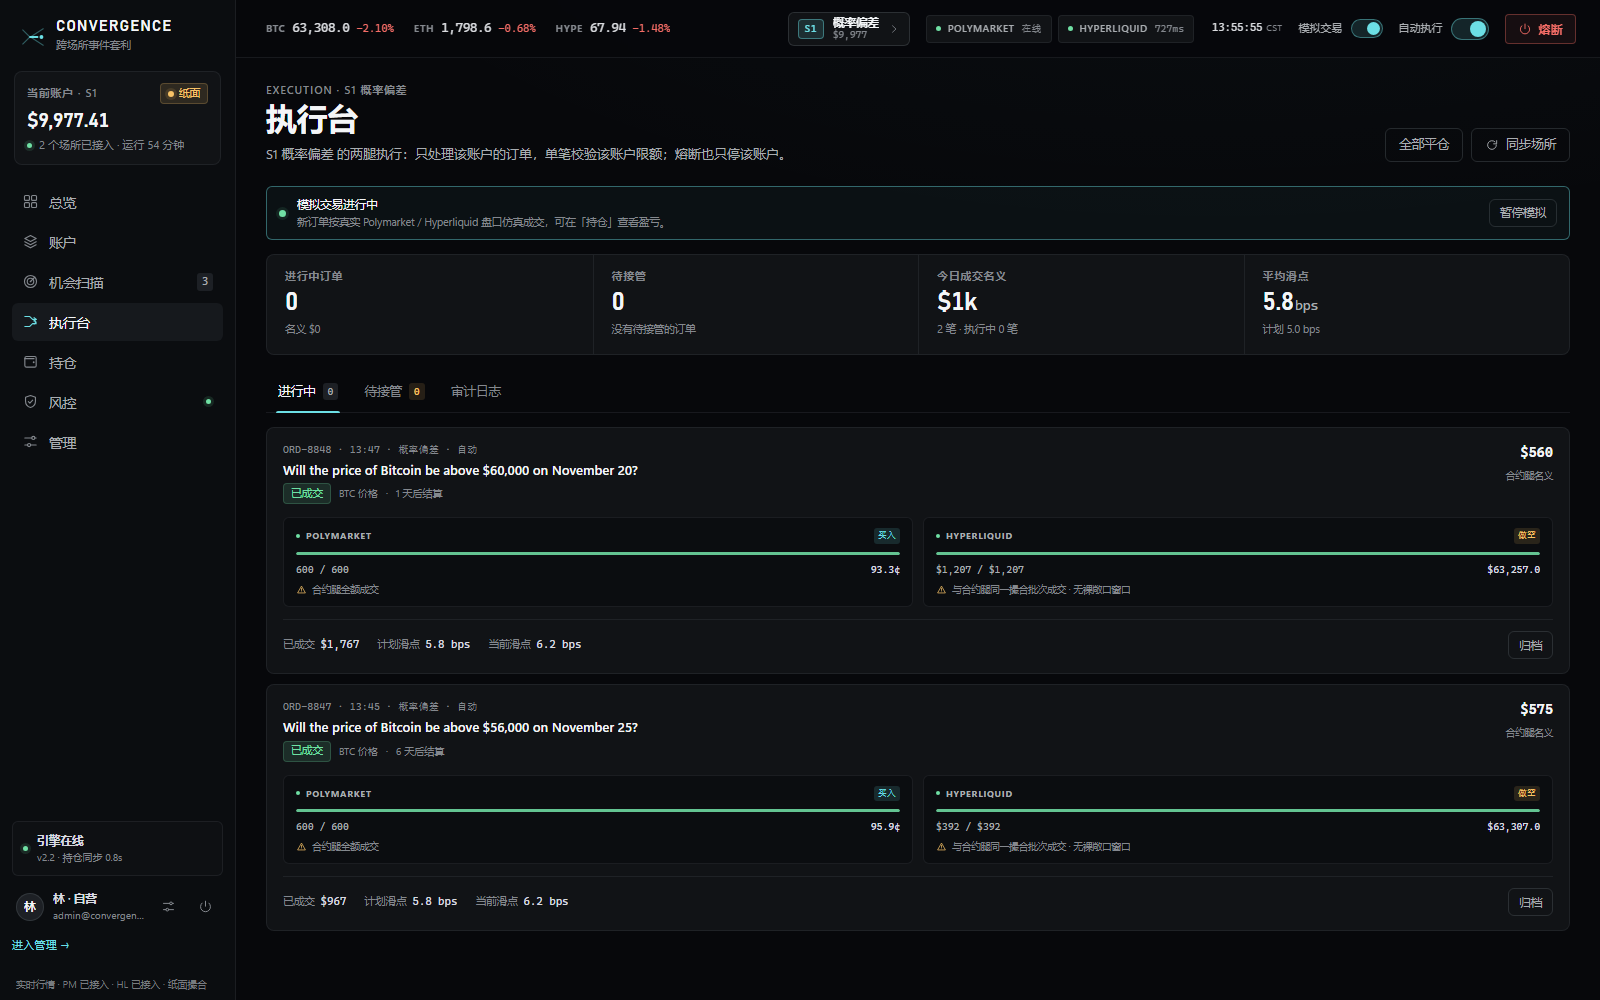 CONVERGENCE
跨场所事件套利
当前账户 · S1
纸面
$9,977.41
2 个场所已接入 · 运行 54 分钟
总览
账户
机会扫描
3
执行台
持仓
风控
管理
引擎在线
v2.2 · 持仓同步 0.8s
林
林 · 自营
admin@convergen...
进入管理 →
实时行情 · PM 已接入 · HL 已接入 · 纸面撮合
BTC 63,308.0 -2.10% ETH 1,798.6 -0.68% HYPE 67.94 -1.48%
S1
概率偏差
$9,977
POLYMARKET 在线
HYPERLIQUID 727ms
13:55:55 CST
模拟交易
自动执行
熔断
EXECUTION · S1 概率偏差
执行台
S1 概率偏差 的两腿执行：只处理该账户的订单，单笔校验该账户限额；熔断也只停该账户。
全部平仓
同步场所
模拟交易进行中
新订单按真实 Polymarket / Hyperliquid 盘口仿真成交，可在「持仓」查看盈亏。
暂停模拟
进行中订单
0
名义 $0
待接管
0
没有待接管的订单
今日成交名义
$1k
2 笔 · 执行中 0 笔
平均滑点
5.8 bps
计划 5.0 bps
进行中 0
待接管 0
审计日志
ORD-8848 · 13:47 · 概率偏差 · 自动
Will the price of Bitcoin be above $60,000 on November 20?
已成交 BTC 价格 · 1 天后结算
$560
合约腿名义
POLYMARKET 买入
600 / 600 93.3¢
合约腿全额成交
HYPERLIQUID 做空
$1,207 / $1,207 $63,257.0
与合约腿同一撮合批次成交 · 无裸敞口窗口
已成交 $1,767 计划滑点 5.8 bps 当前滑点 6.2 bps
归档
ORD-8847 · 13:45 · 概率偏差 · 自动
Will the price of Bitcoin be above $56,000 on November 25?
已成交 BTC 价格 · 6 天后结算
$575
合约腿名义
POLYMARKET 买入
600 / 600 95.9¢
合约腿全额成交
HYPERLIQUID 做空
$392 / $392 $63,307.0
与合约腿同一撮合批次成交 · 无裸敞口窗口
已成交 $967 计划滑点 5.8 bps 当前滑点 6.2 bps
归档